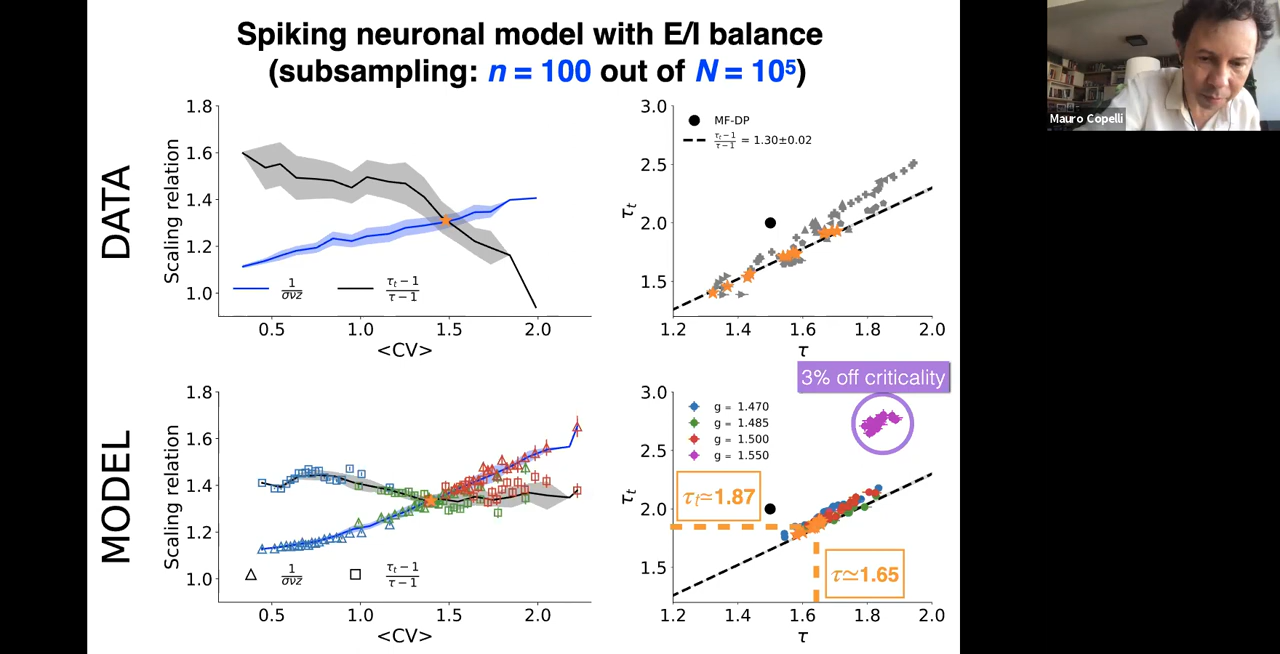 Spiking neuronal model with E/I balance
(subsampling: n = 100 out of N = 10⁵)
Mauro Copelli
DATA
Scaling relation
1.8
1.6
1.4
1.2
1.0
1/σνz
τₜ−1/τ−1
0.5 1.0 1.5 2.0
<CV>
τₜ
3.0
2.5
2.0
1.5
MF-DP
τₜ−1/τ−1 = 1.30±0.02
1.2 1.4 1.6 1.8 2.0
τ
MODEL
Scaling relation
1.8
1.6
1.4
1.2
1.0
1/σνz
τₜ−1/τ−1
0.5 1.0 1.5 2.0
<CV>
3% off criticality
τₜ
3.0
2.5
2.0
1.5
g = 1.470
g = 1.485
g = 1.500
g = 1.550
τₜ≃1.87
τ≃1.65
1.2 1.4 1.6 1.8 2.0
τ